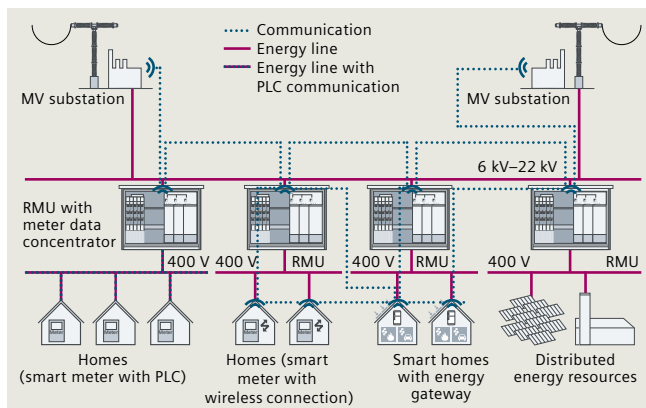 Communication
Energy line
Energy line with
PLC communication
MV substation
MV substation
6 kV–22 kV
RMU with
meter data
concentrator
400 V
400 V
RMU
400 V
RMU
400 V
RMU
Homes
(smart meter with PLC)
Homes (smart
meter with
wireless connection)
Smart homes
with energy
gateway
Distributed
energy resources